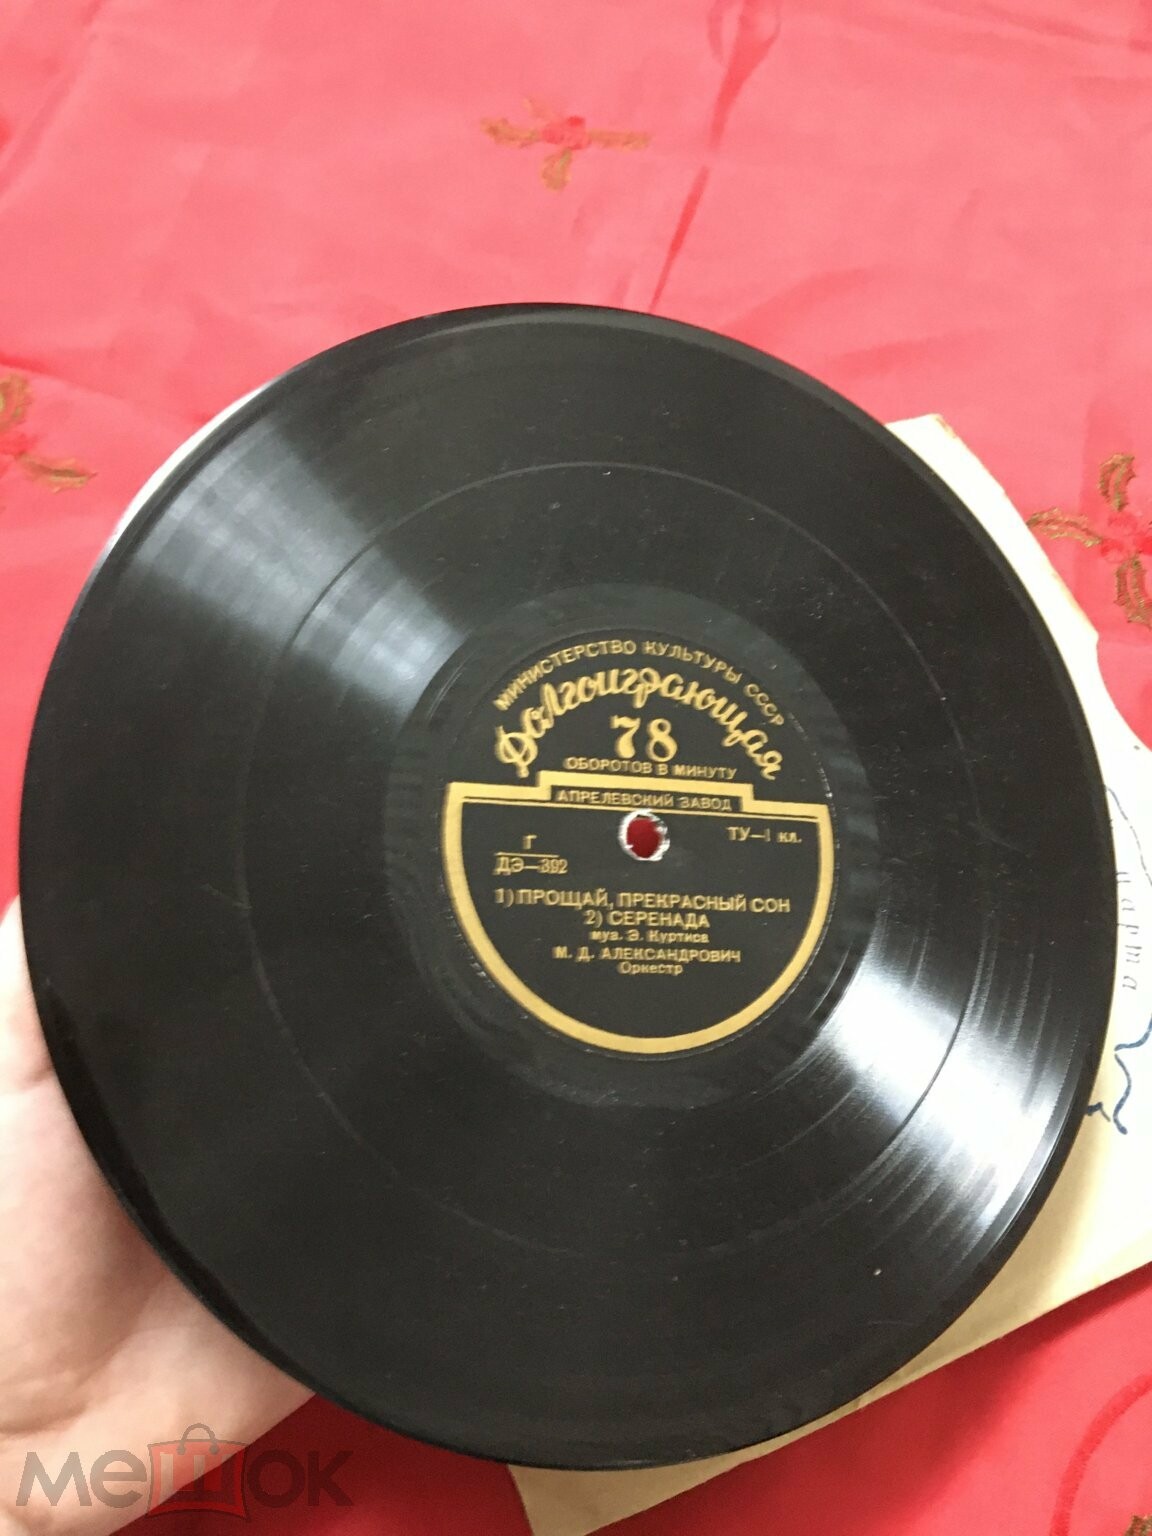 МИНИСТЕРСТВО КУЛЬТУРЫ СССР
Долгоиграющая
78
ОБОРОТОВ В МИНУТУ
АПРЕЛЕВСКИЙ ЗАВОД
Г
ДЭ—392
ТУ—1 кл.
1) ПРОЩАЙ, ПРЕКРАСНЫЙ СОН
2) СЕРЕНАДА
муз. Э. Куртиса
М. Д. АЛЕКСАНДРОВИЧ
Оркестр
мешок